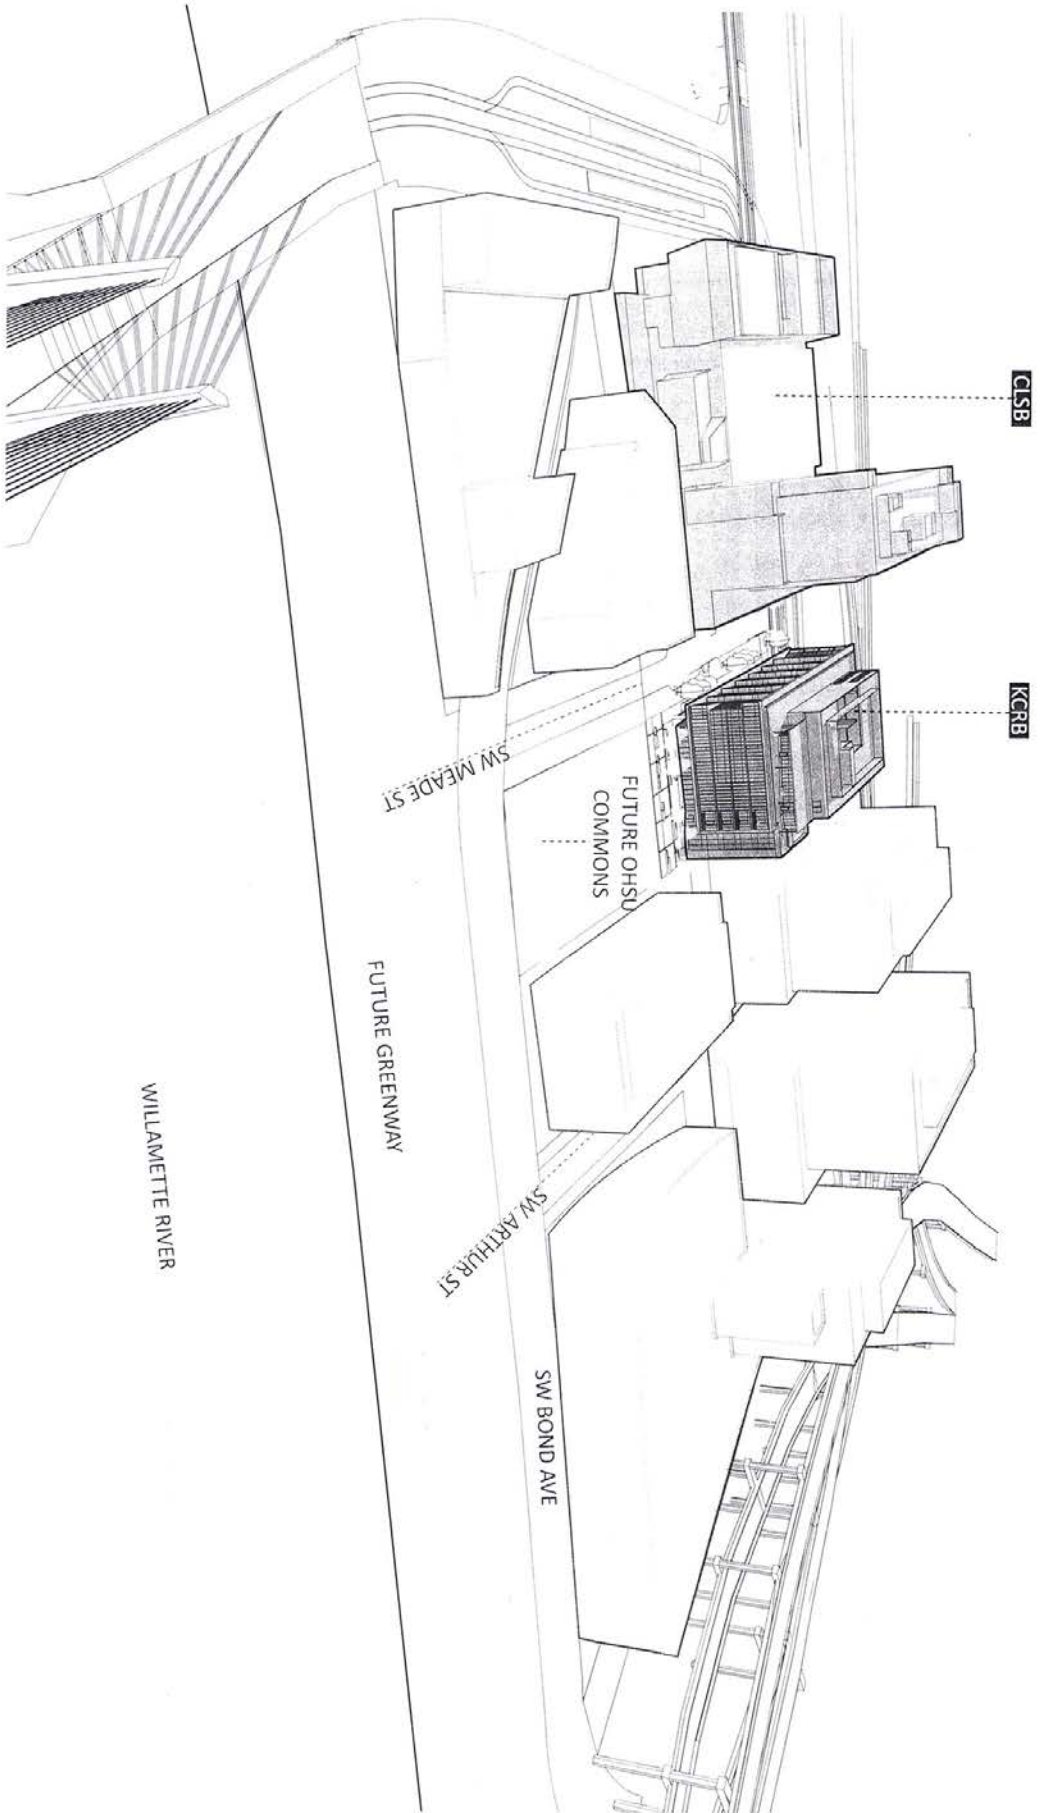 CLSB
KCRB
SW MEADE ST
FUTURE OHSU
COMMONS
FUTURE GREENWAY
SW ARTHUR ST
WILLAMETTE RIVER
SW BOND AVE